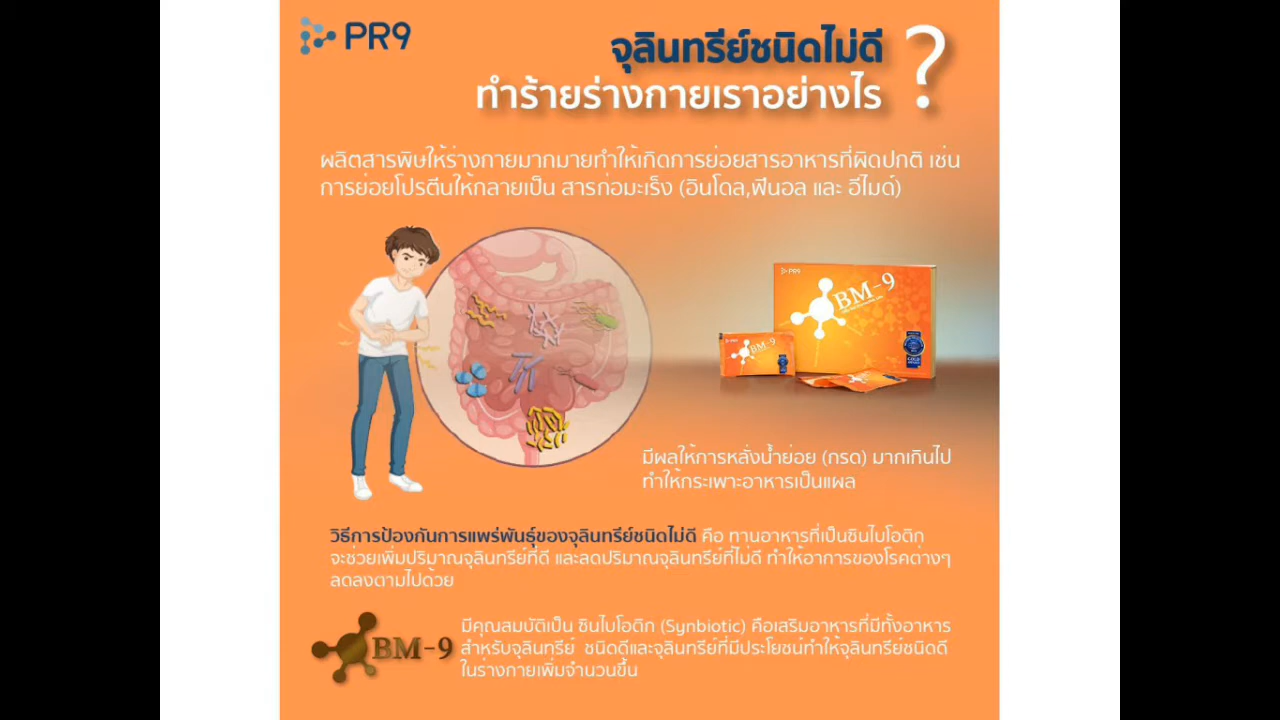 PR9
จุลินทรีย์ชนิดไม่ดี
ทำร้ายร่างกายเราอย่างไร ?
ผลิตสารพิษให้ร่างกายมากมายทำให้เกิดการย่อยสารอาหารที่ผิดปกติ เช่น
การย่อยโปรตีนให้กลายเป็น สารก่อมะเร็ง (อินโดล,ฟีนอล และ อีไมด์)
PR9
BM-9
PR9
BM-9
GOLD
มีผลให้การหลั่งน้ำย่อย (กรด) มากเกินไป
ทำให้กระเพาะอาหารเป็นแผล
วิธีการป้องกันการแพร่พันธุ์ของจุลินทรีย์ชนิดไม่ดี คือ ทานอาหารที่เป็นซินไบโอติก
จะช่วยเพิ่มปริมาณจุลินทรีย์ที่ดี และลดปริมาณจุลินทรีย์ที่ไม่ดี ทำให้อาการของโรคต่างๆ
ลดลงตามไปด้วย
BM-9
มีคุณสมบัติเป็น ซินไบโอติก (Synbiotic) คือเสริมอาหารที่มีทั้งอาหาร
สำหรับจุลินทรีย์ ชนิดดีและจุลินทรีย์ที่มีประโยชน์ทำให้จุลินทรีย์ชนิดดี
ในร่างกายเพิ่มจำนวนขึ้น